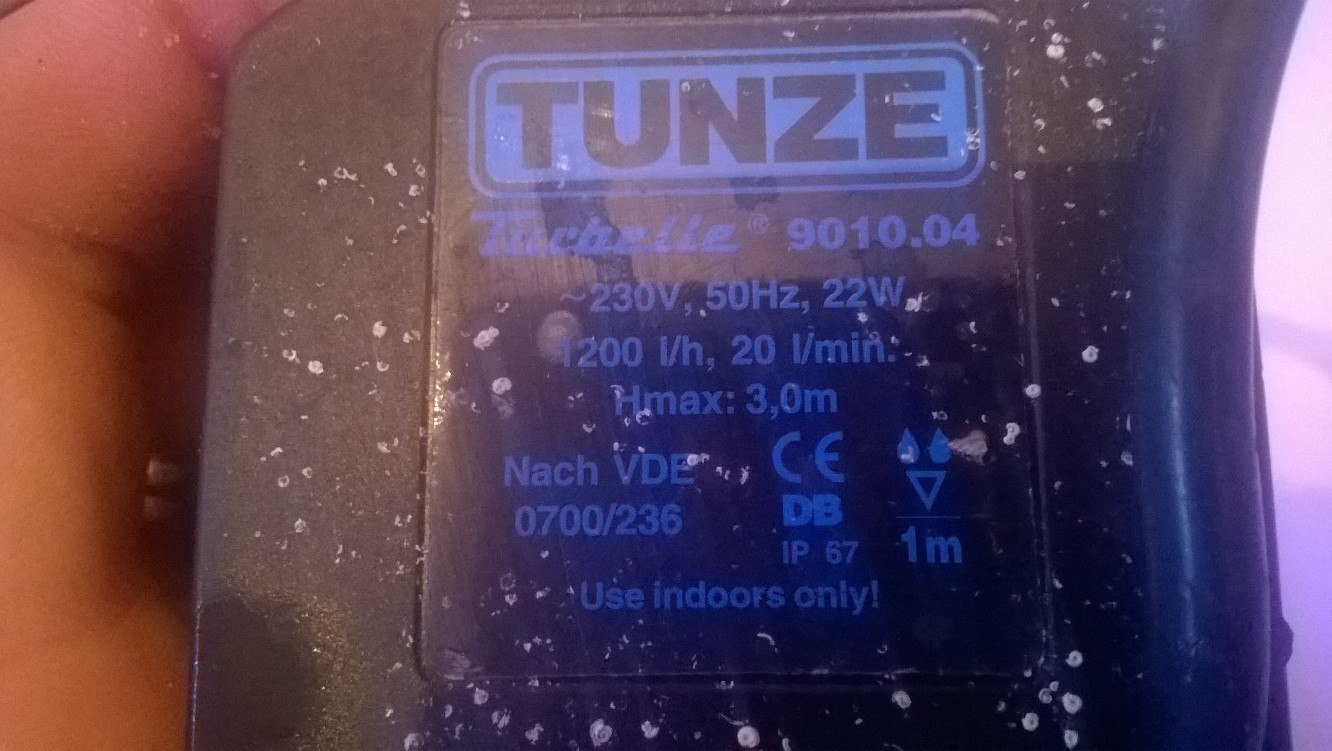 TUNZE
Turbelle® 9010.04
~230V, 50Hz, 22W
1200 l/h, 20 l/min.
Hmax: 3,0m
Nach VDE CE
0700/236 DB
IP 67 1m
Use indoors only!